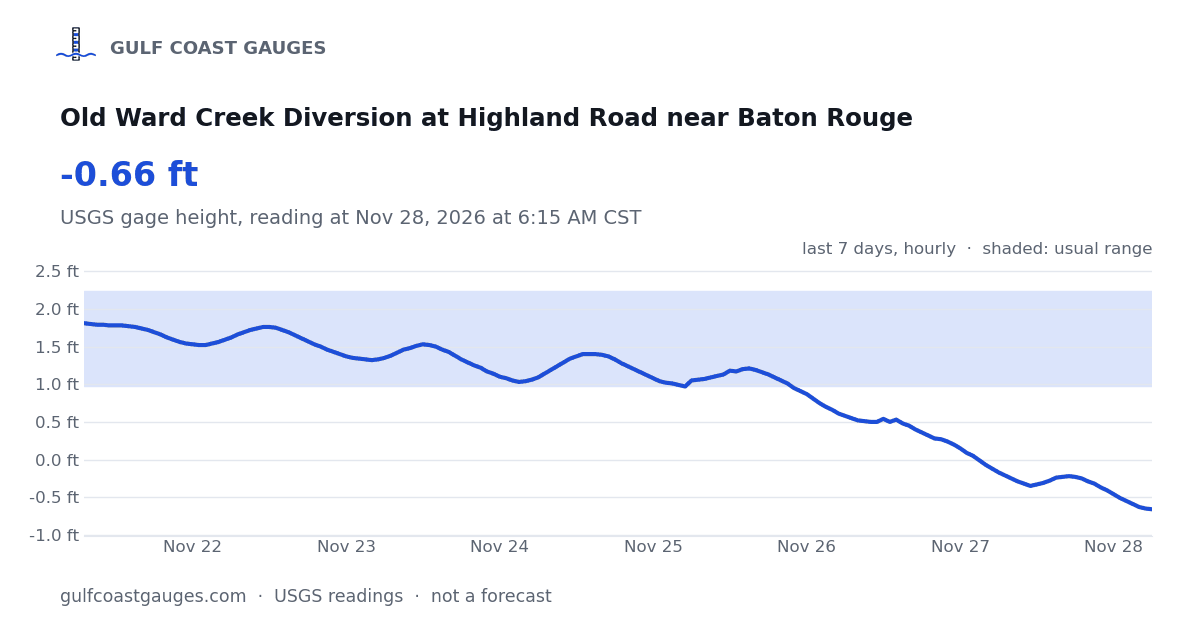 GULF COAST GAUGES
Old Ward Creek Diversion at Highland Road near Baton Rouge
-0.66 ft
USGS gage height, reading at Nov 28, 2026 at 6:15 AM CST
last 7 days, hourly · shaded: usual range
2.5 ft
2.0 ft
1.5 ft
1.0 ft
0.5 ft
0.0 ft
-0.5 ft
-1.0 ft
Nov 22 Nov 23 Nov 24 Nov 25 Nov 26 Nov 27 Nov 28
gulfcoastgauges.com · USGS readings · not a forecast